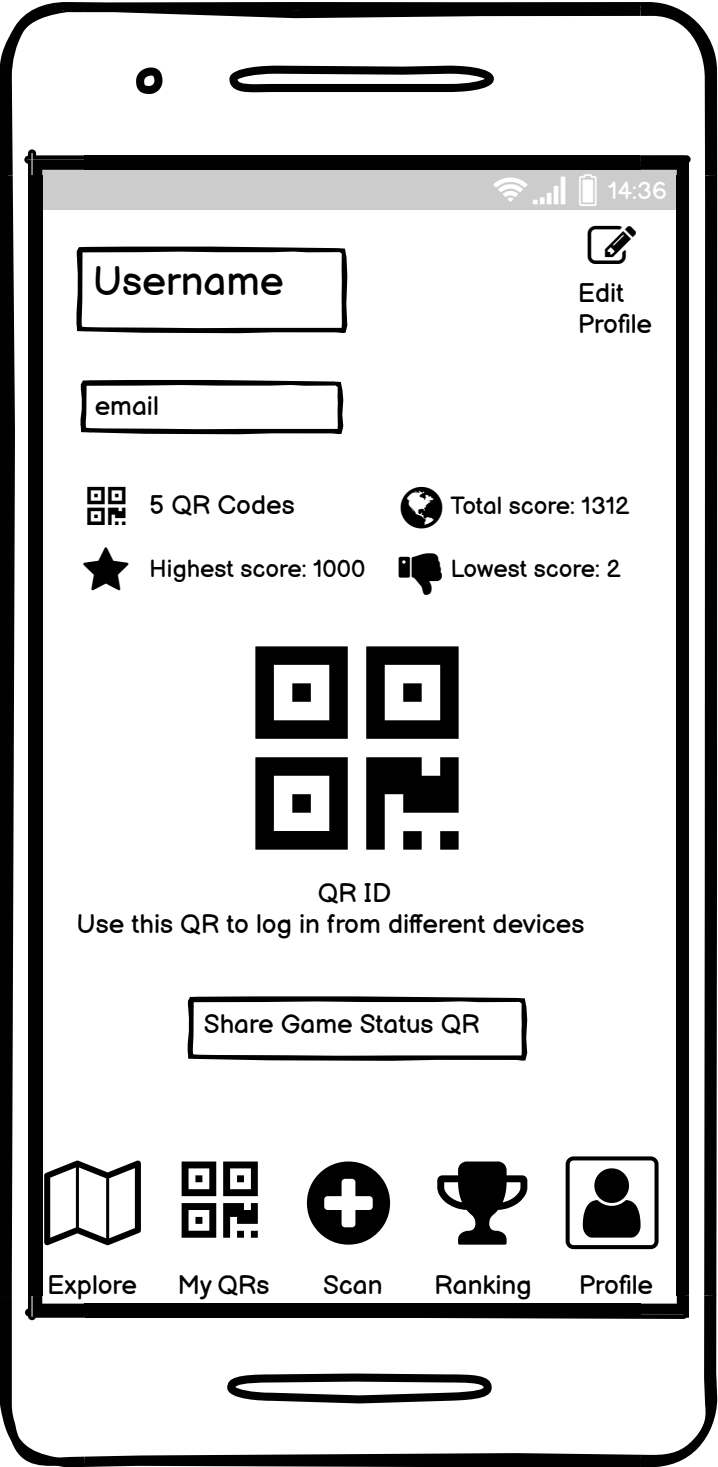 14:36
Username
Edit
Profile
email
5 QR Codes
Total score: 1312
Highest score: 1000
Lowest score: 2
QR ID
Use this QR to log in from different devices
Share Game Status QR
Explore
My QRs
Scan
Ranking
Profile